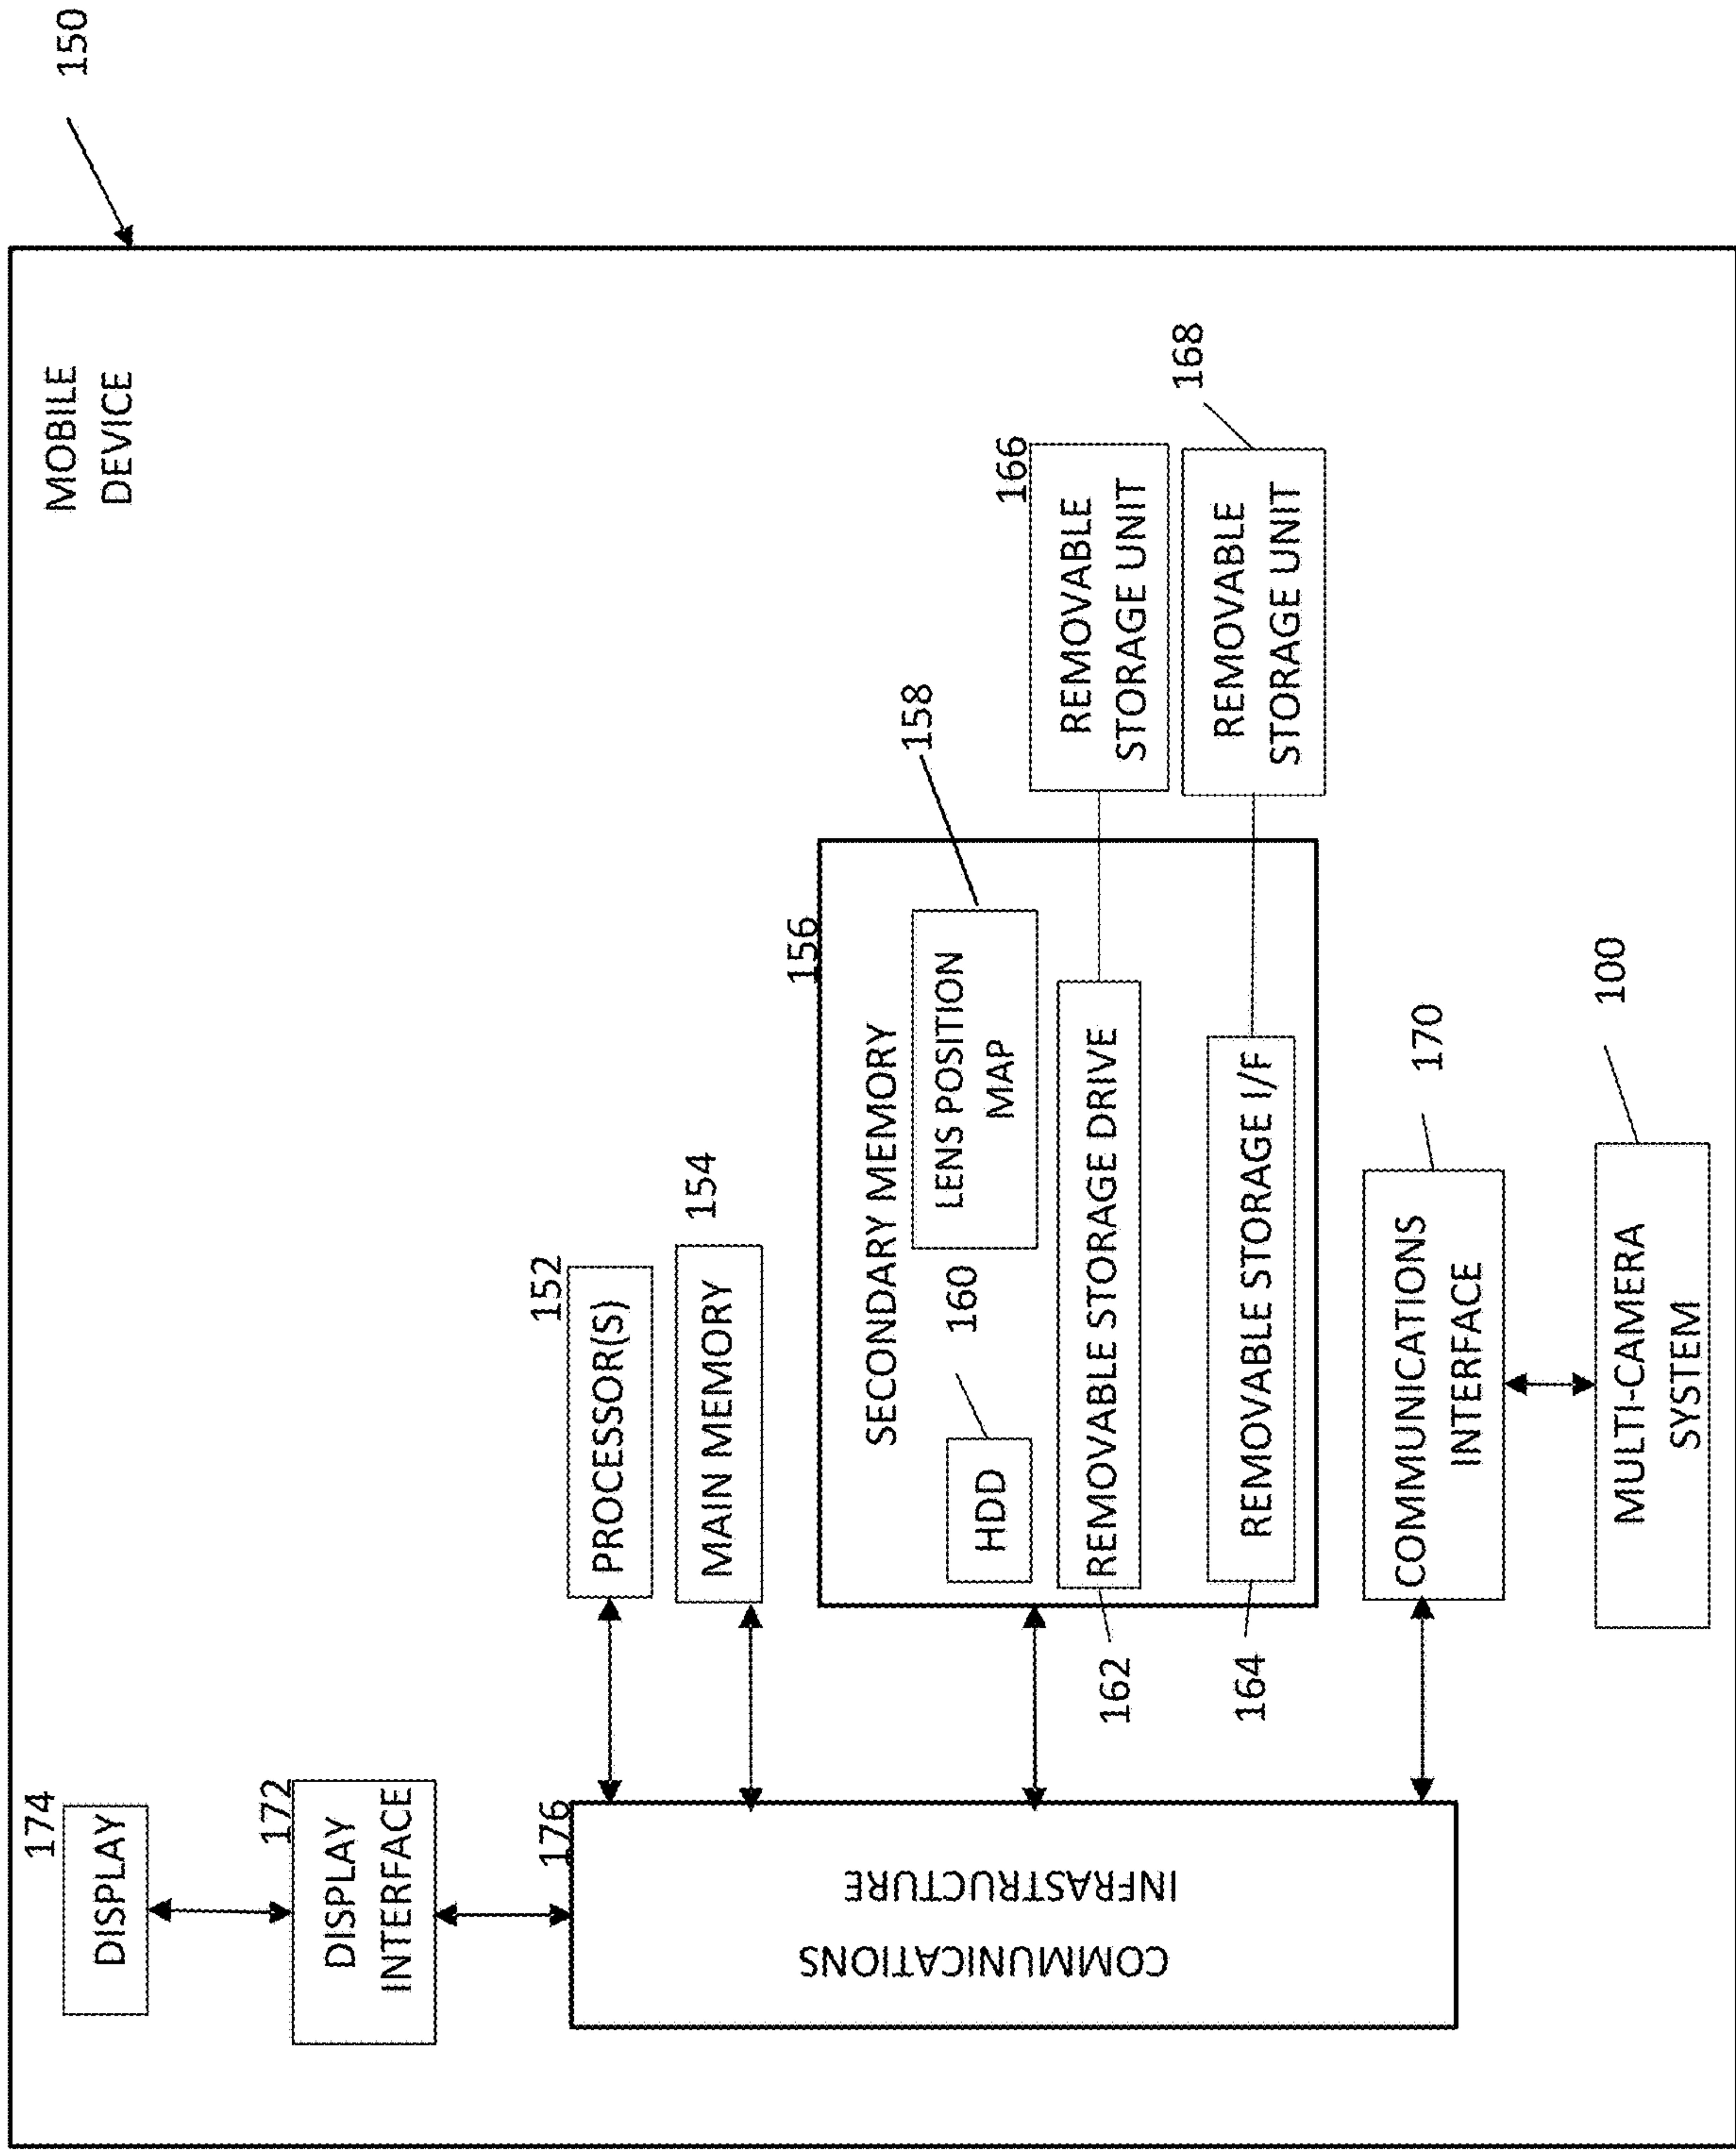 150
MOBILE
DEVICE
174
DISPLAY
172
DISPLAY
INTERFACE
176
COMMUNICATIONS
INFRASTRUCTURE
152
PROCESSOR(S)
154
MAIN MEMORY
156
SECONDARY MEMORY
160
HDD
158
LENS POSITION
MAP
162
REMOVABLE STORAGE DRIVE
164
REMOVABLE STORAGE I/F
166
REMOVABLE
STORAGE UNIT
168
REMOVABLE
STORAGE UNIT
170
COMMUNICATIONS
INTERFACE
100
MULTI-CAMERA
SYSTEM